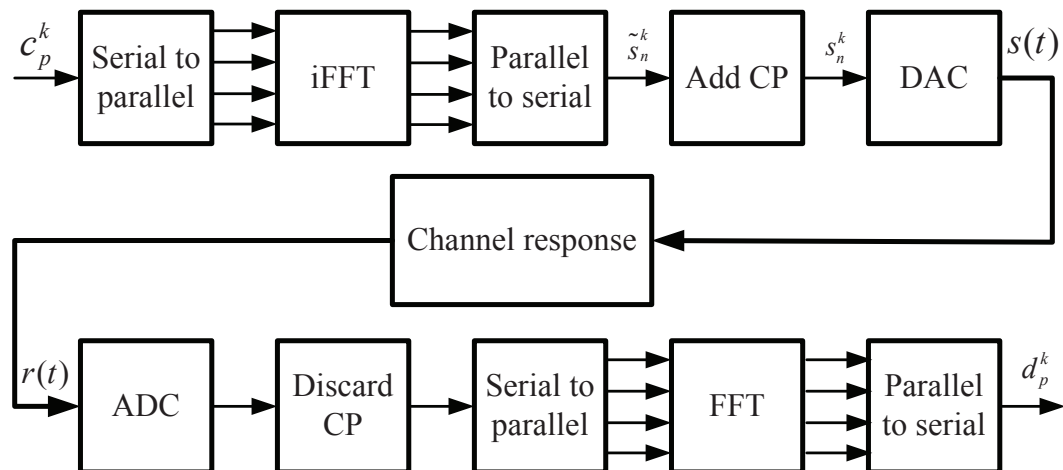 c_p^k
Serial to
parallel
iFFT
Parallel
to serial
s̃_n^k
Add CP
s_n^k
DAC
s(t)
Channel response
r(t)
ADC
Discard
CP
Serial to
parallel
FFT
Parallel
to serial
d_p^k